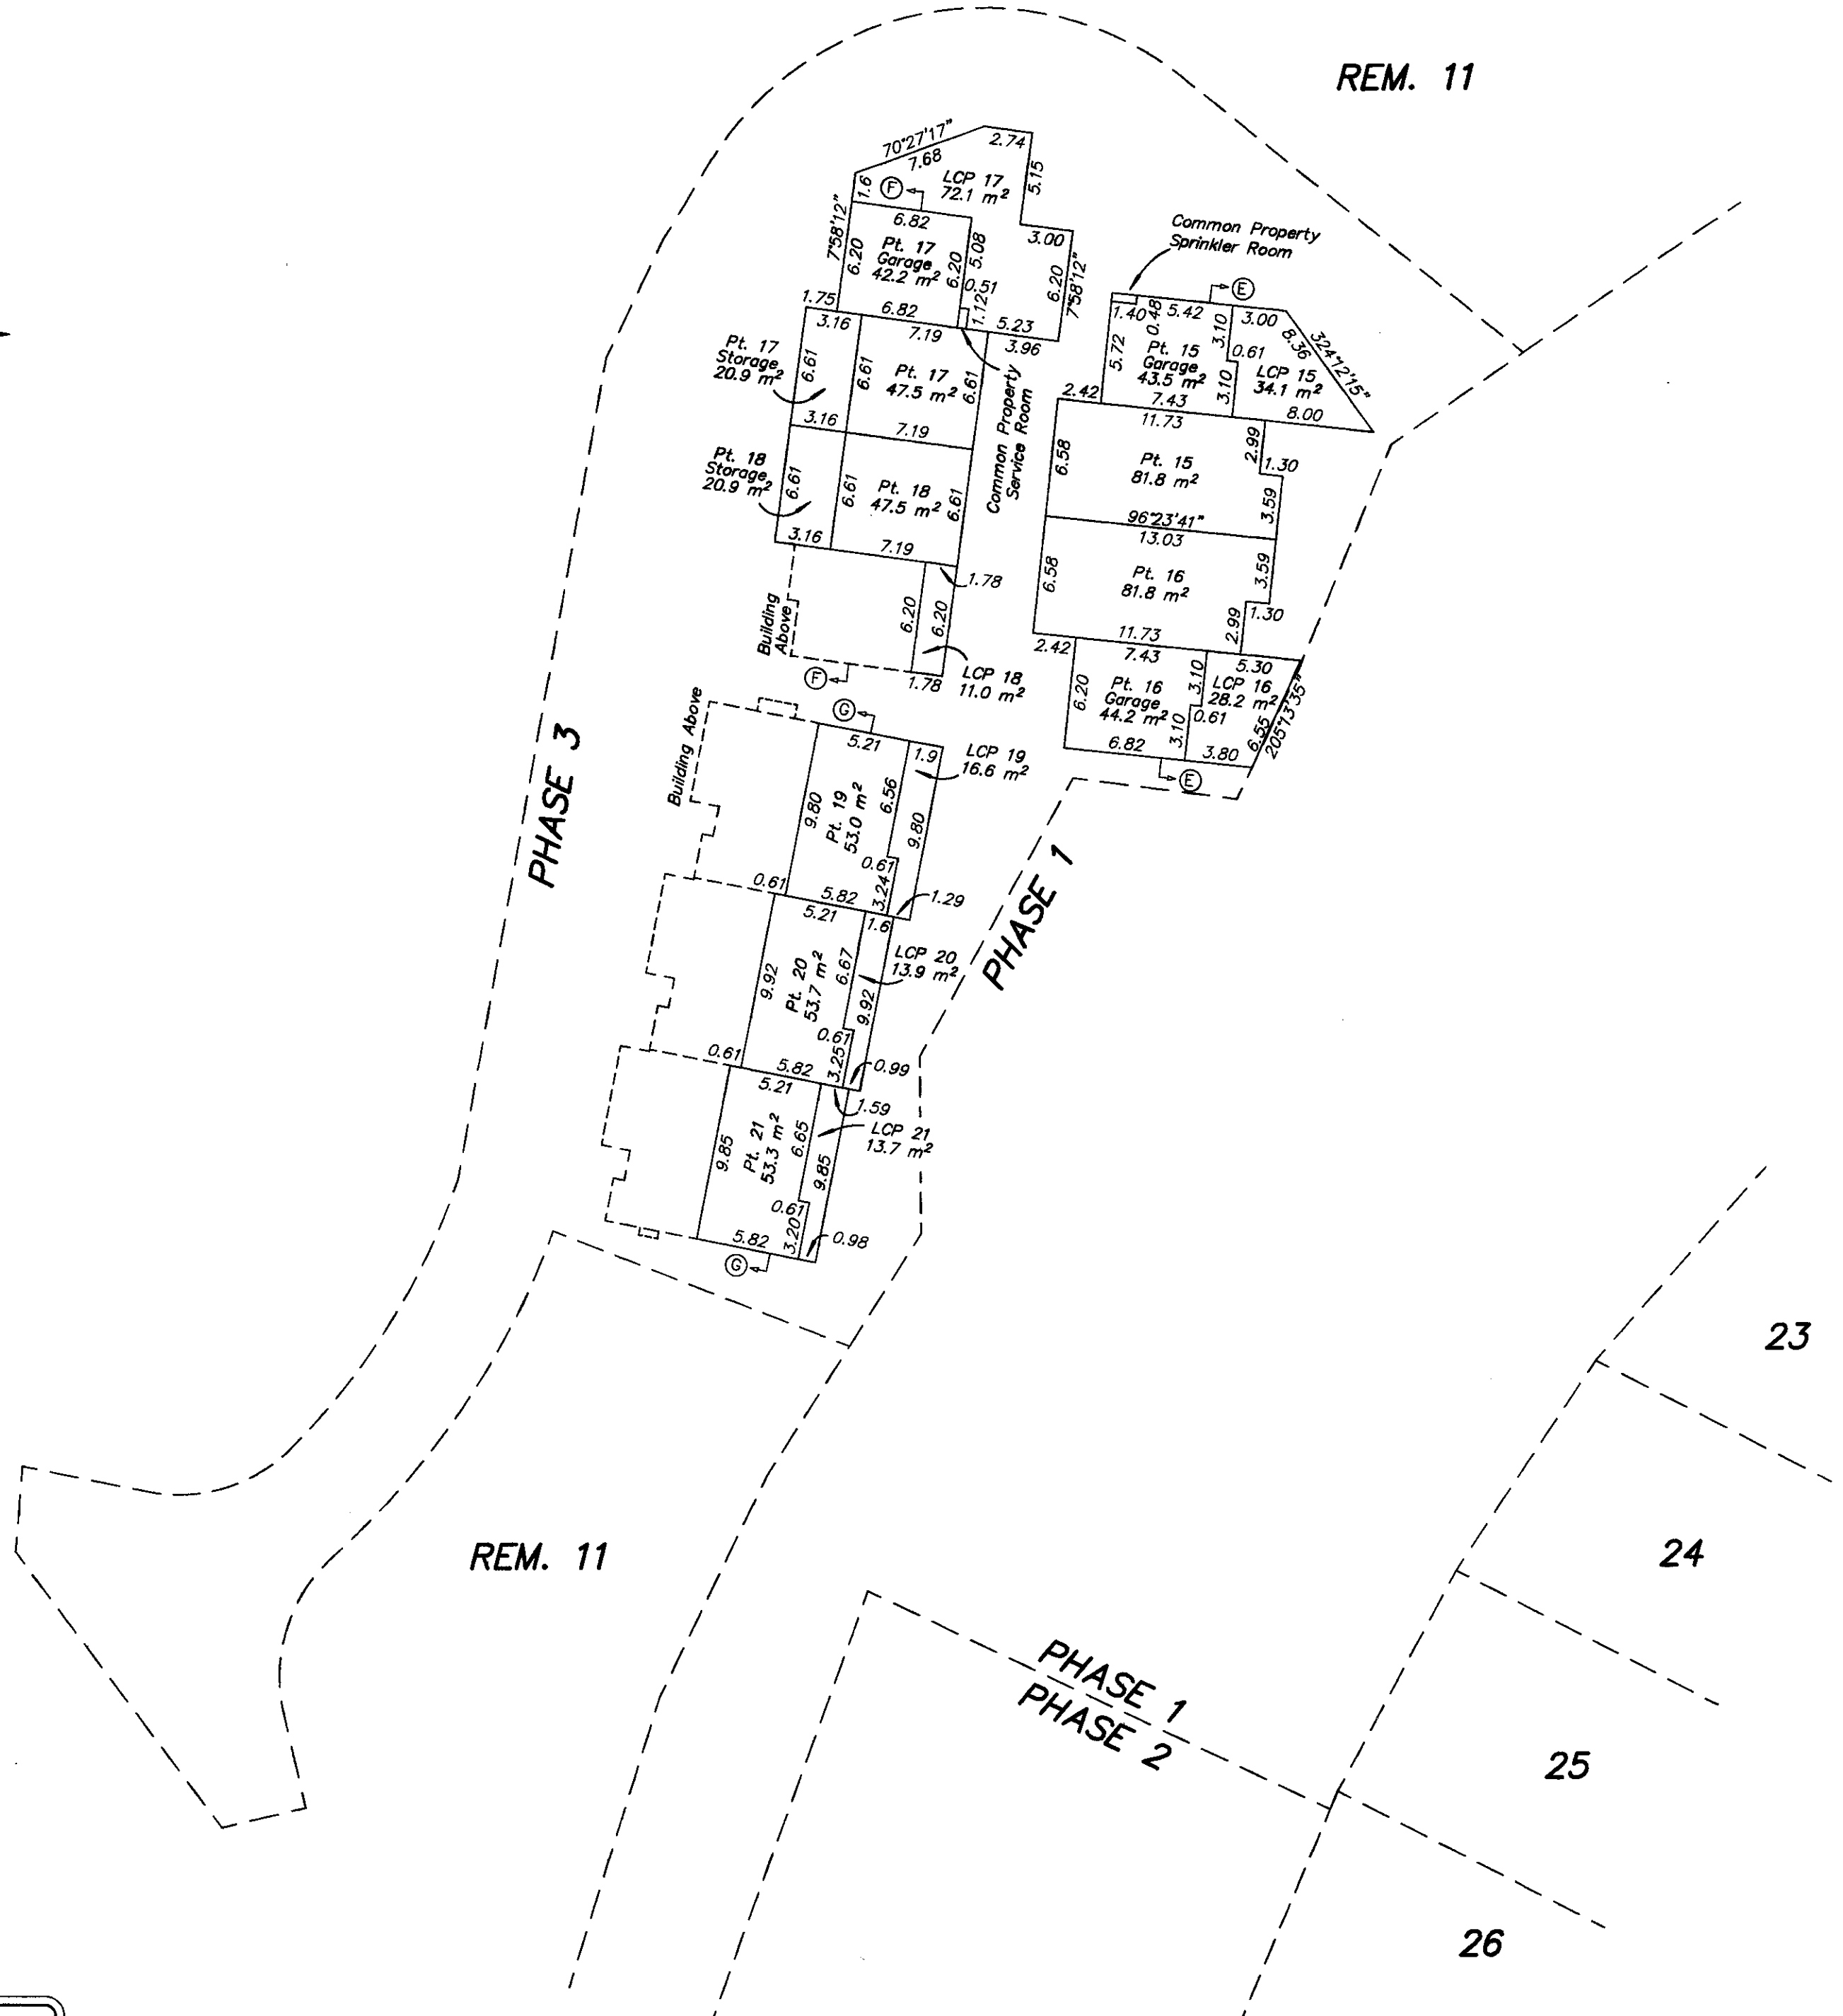 REM. 11
70°27'17"
7.68
2.74
5.15
1.6
F
LCP 17
72.1 m²
6.82
7°58'12"
6.20
Pt. 17
Garage
42.2 m²
6.20
5.08
0.51
1.12
3.00
6.20
7°58'12"
1.75
6.82
5.23
3.16
7.19
3.96
Pt. 17
Storage
20.9 m²
6.61
6.61
Pt. 17
47.5 m²
6.61
Common Property
Service Room
3.16
7.19
Pt. 18
Storage
20.9 m²
6.61
6.61
Pt. 18
47.5 m²
6.61
3.16
7.19
1.78
Building
Above
6.20
6.20
F
1.78
LCP 18
11.0 m²
Common Property
Sprinkler Room
E
1.40
0.48
5.42
3.10
3.00
8.36
324°12'15"
5.72
Pt. 15
Garage
43.5 m²
0.61
3.10
LCP 15
34.1 m²
2.42
7.43
8.00
11.73
6.58
Pt. 15
81.8 m²
2.99
1.30
3.59
96°23'41"
13.03
6.58
Pt. 16
81.8 m²
3.59
1.30
2.99
11.73
2.42
7.43
5.30
6.20
Pt. 16
Garage
44.2 m²
3.10
LCP 16
28.2 m²
0.61
3.10
6.55
205°13'35"
6.82
3.80
E
PHASE 3
Building Above
G
5.21
1.9
LCP 19
16.6 m²
9.80
Pt. 19
53.0 m²
6.56
9.80
0.61
3.24
0.61
5.82
1.29
PHASE 1
5.21
1.6
LCP 20
13.9 m²
9.92
Pt. 20
53.7 m²
6.67
9.92
0.61
3.25
0.61
5.82
0.99
5.21
1.59
LCP 21
13.7 m²
9.85
Pt. 21
53.3 m²
6.65
9.85
0.61
3.20
5.82
0.98
G
23
24
REM. 11
PHASE 1
PHASE 2
25
26